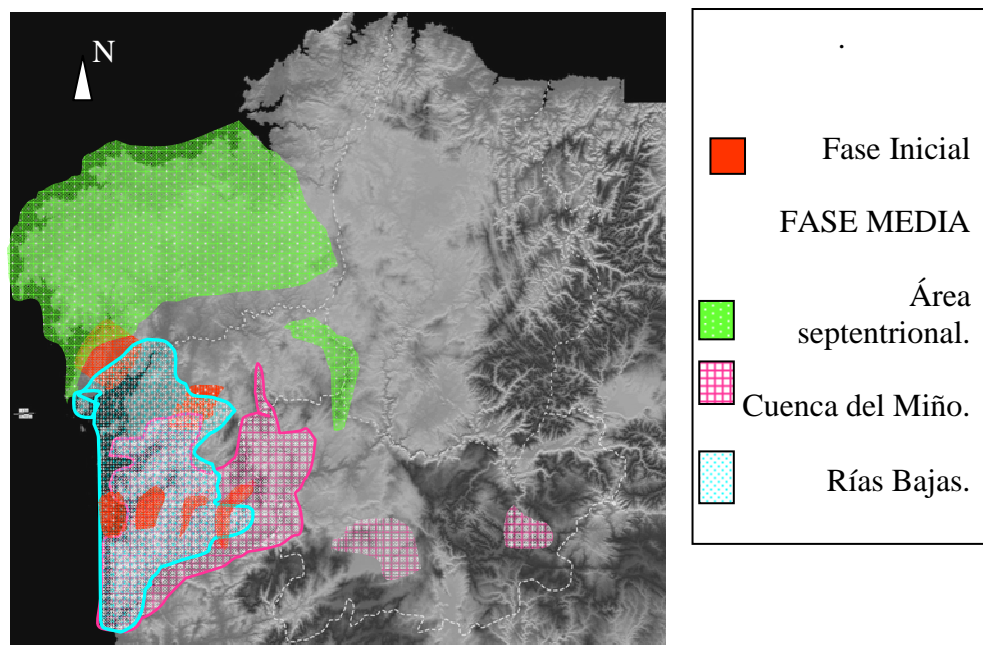 N
.
Fase Inicial
FASE MEDIA
Área
septentrional.
Cuenca del Miño.
Rías Bajas.